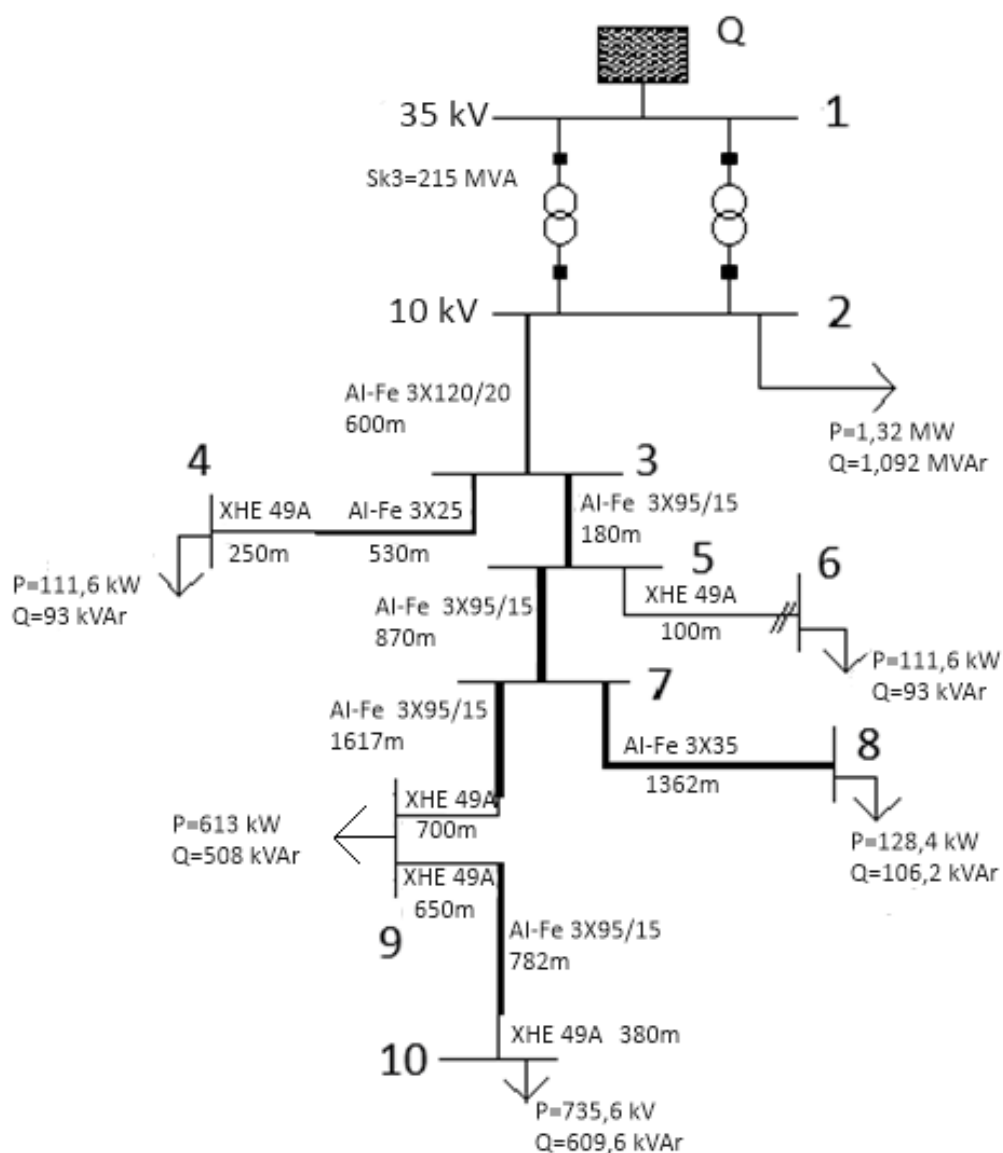 Q
35 kV
1
Sk3=215 MVA
10 kV
2
Al-Fe 3X120/20
600m
P=1,32 MW
Q=1,092 MVAr
4
3
XHE 49A
250m
Al-Fe 3X25
530m
Al-Fe 3X95/15
180m
P=111,6 kW
Q=93 kVAr
5
6
Al-Fe 3X95/15
870m
XHE 49A
100m
P=111,6 kW
Q=93 kVAr
7
Al-Fe 3X95/15
1617m
8
Al-Fe 3X35
1362m
XHE 49A
700m
P=613 kW
Q=508 kVAr
P=128,4 kW
Q=106,2 kVAr
XHE 49A
650m
9
Al-Fe 3X95/15
782m
XHE 49A 380m
10
P=735,6 kV
Q=609,6 kVAr